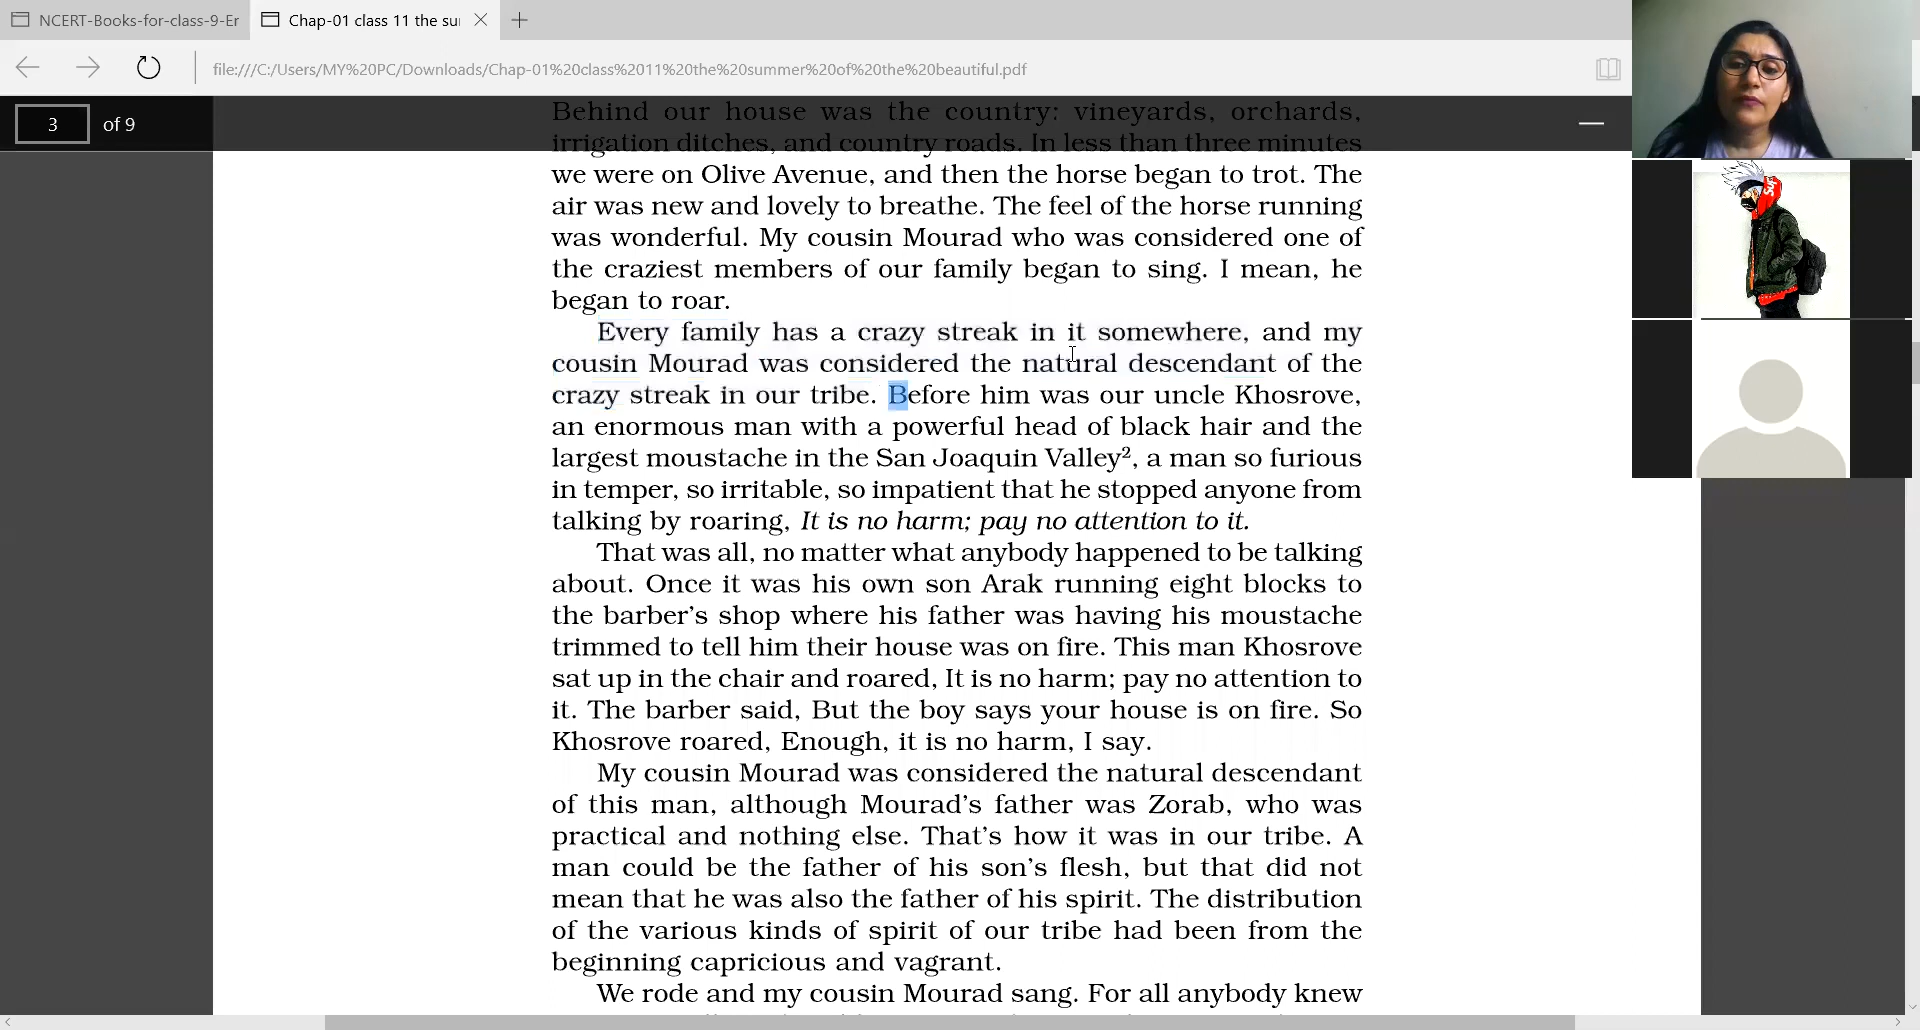 NCERT-Books-for-class-9-Er
Chap-01 class 11 the su
file:///C:/Users/MY%20PC/Downloads/Chap-01%20class%2011%20the%20summer%20of%20the%20beautiful.pdf
3 of 9
Behind our house was the country: vineyards, orchards,
irrigation ditches, and country roads. In less than three minutes
we were on Olive Avenue, and then the horse began to trot. The
air was new and lovely to breathe. The feel of the horse running
was wonderful. My cousin Mourad who was considered one of
the craziest members of our family began to sing. I mean, he
began to roar.
Every family has a crazy streak in it somewhere, and my
cousin Mourad was considered the natural descendant of the
crazy streak in our tribe. Before him was our uncle Khosrove,
an enormous man with a powerful head of black hair and the
largest moustache in the San Joaquin Valley², a man so furious
in temper, so irritable, so impatient that he stopped anyone from
talking by roaring, It is no harm; pay no attention to it.
That was all, no matter what anybody happened to be talking
about. Once it was his own son Arak running eight blocks to
the barber's shop where his father was having his moustache
trimmed to tell him their house was on fire. This man Khosrove
sat up in the chair and roared, It is no harm; pay no attention to
it. The barber said, But the boy says your house is on fire. So
Khosrove roared, Enough, it is no harm, I say.
My cousin Mourad was considered the natural descendant
of this man, although Mourad's father was Zorab, who was
practical and nothing else. That's how it was in our tribe. A
man could be the father of his son's flesh, but that did not
mean that he was also the father of his spirit. The distribution
of the various kinds of spirit of our tribe had been from the
beginning capricious and vagrant.
We rode and my cousin Mourad sang. For all anybody knew